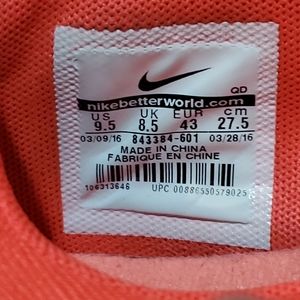 QD
nikebetterworld.com
US UK EUR cm
9.5 8.5 43 27.5
03/09/16 843384-601 03/28/16
MADE IN CHINA
FABRIQUE EN CHINE
106313646 UPC 00886550579025